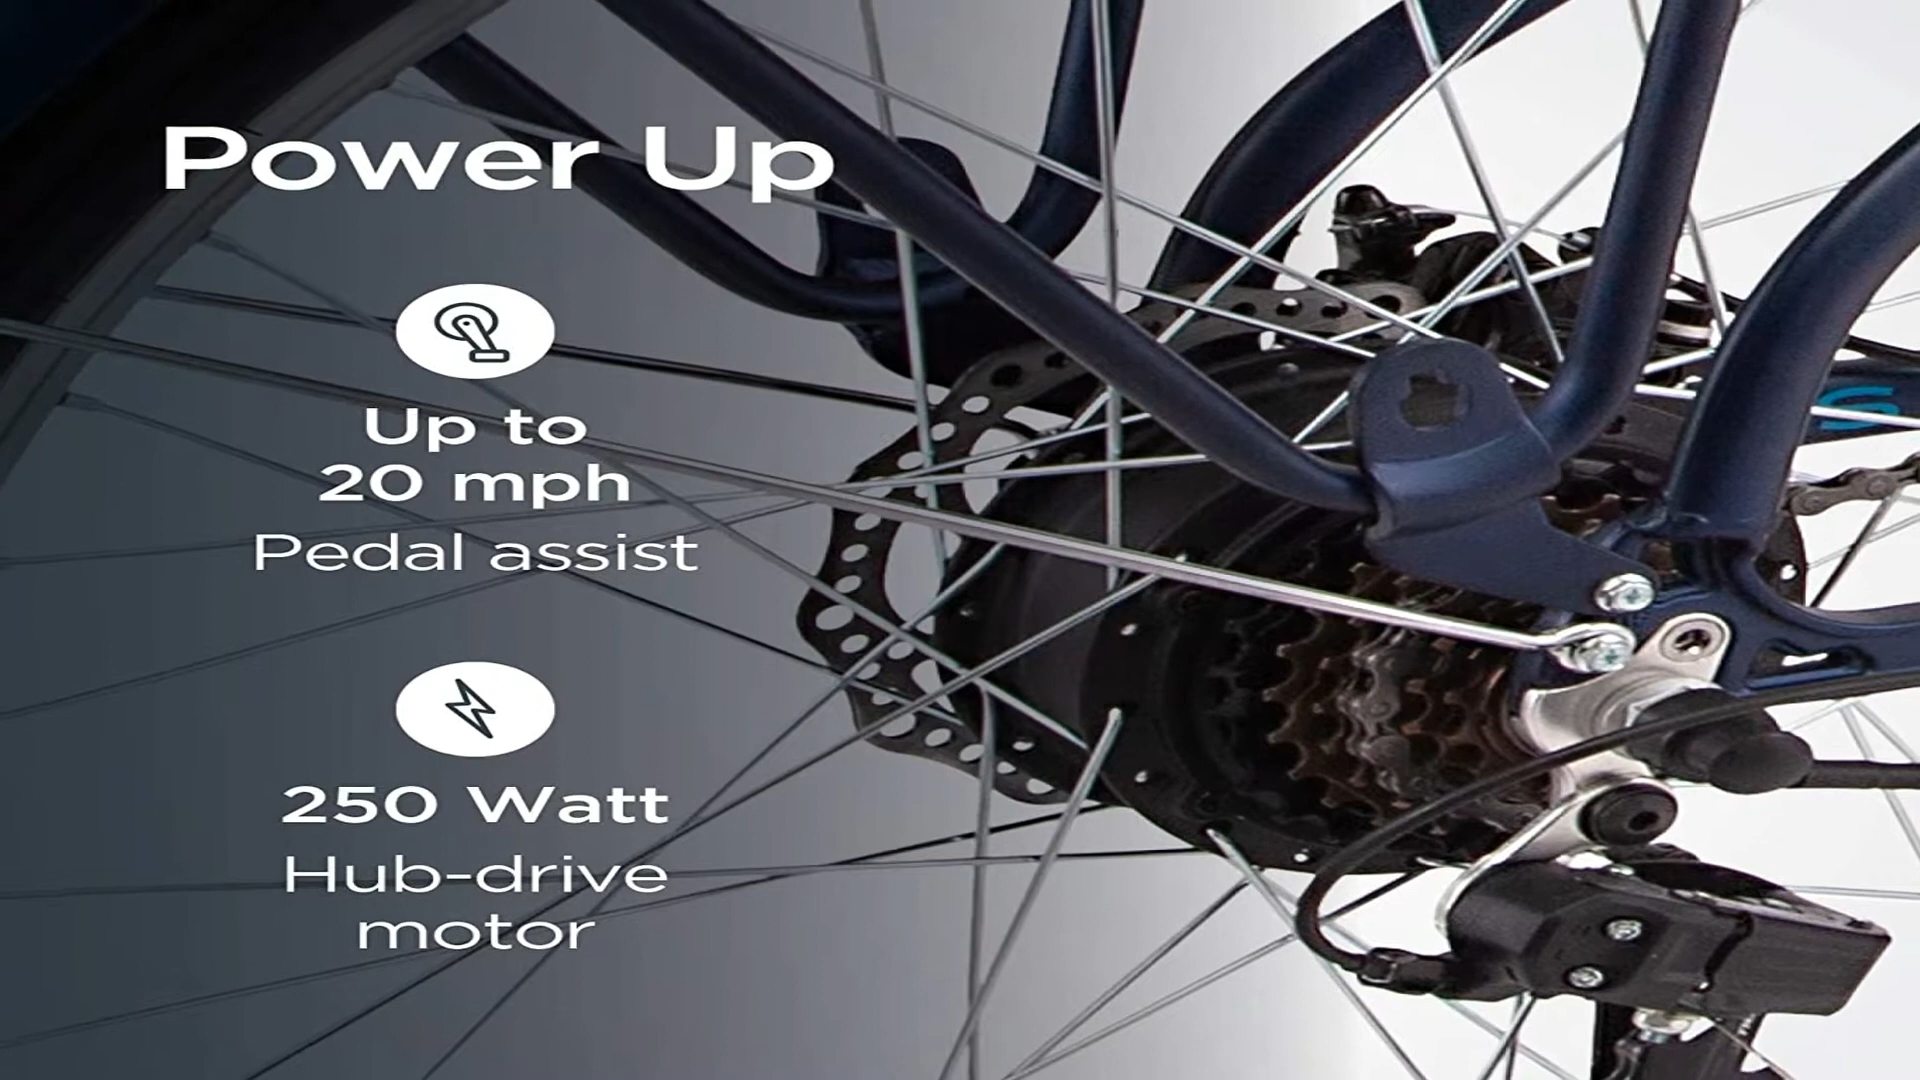 Power Up
Up to
20 mph
Pedal assist
250 Watt
Hub-drive
motor